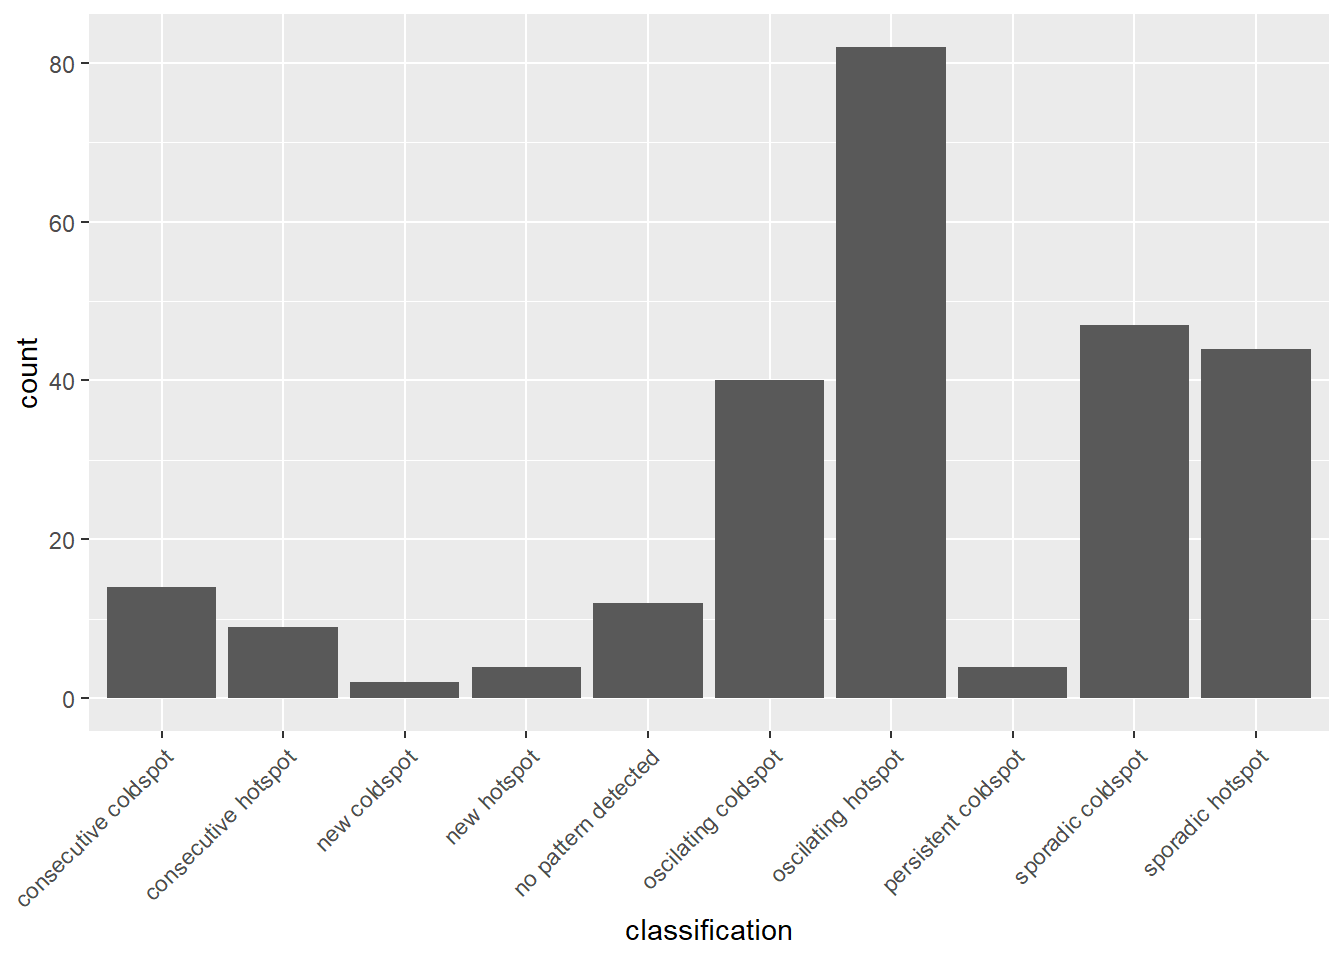 80
60
40
20
0
count
consecutive coldspot
consecutive hotspot
new coldspot
new hotspot
no pattern detected
oscilating coldspot
oscilating hotspot
persistent coldspot
sporadic coldspot
sporadic hotspot
classification